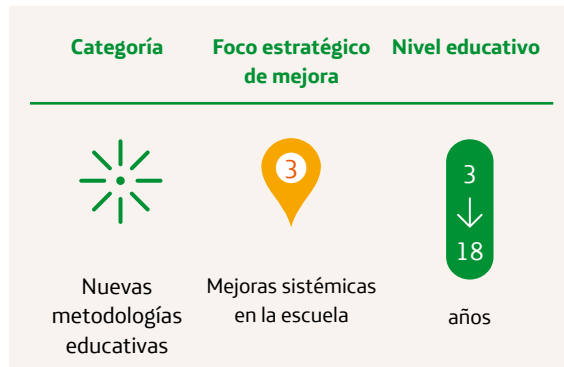 Categoría
Foco estratégico
de mejora
Nivel educativo
3
3
18
Nuevas
metodologías
educativas
Mejoras sistémicas
en la escuela
años